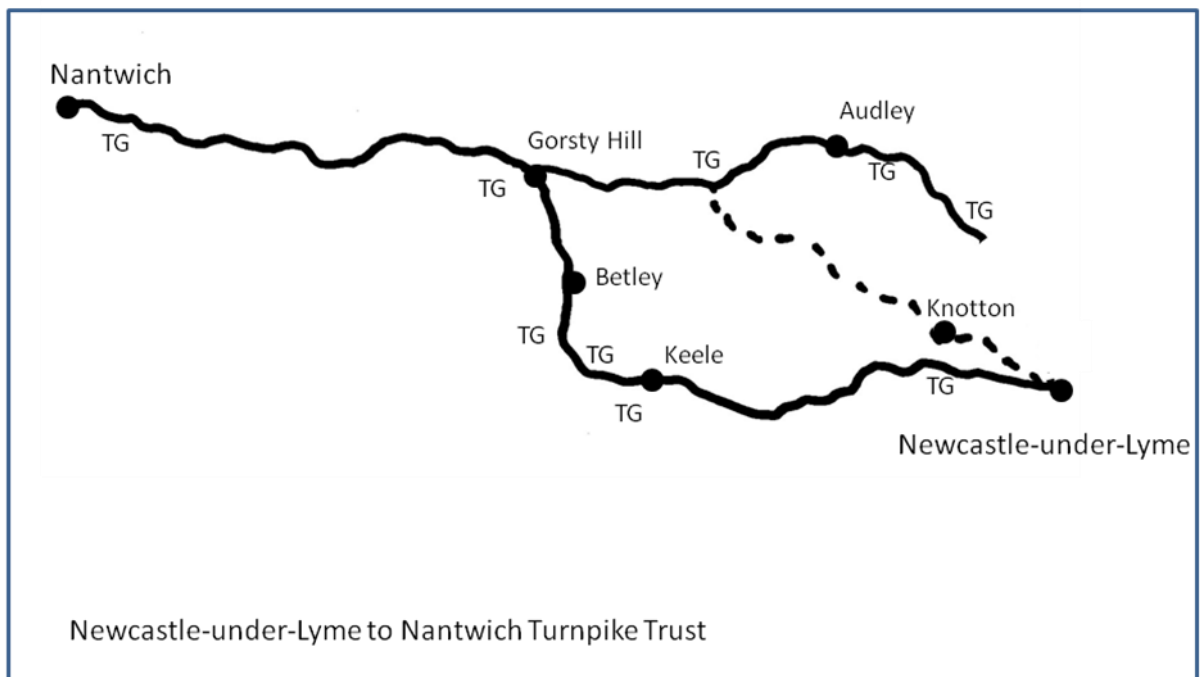 Nantwich
TG
Gorsty Hill
TG
TG
Audley
TG
TG
Betley
TG
TG
Keele
TG
Knotton
TG
Newcastle-under-Lyme
Newcastle-under-Lyme to Nantwich Turnpike Trust